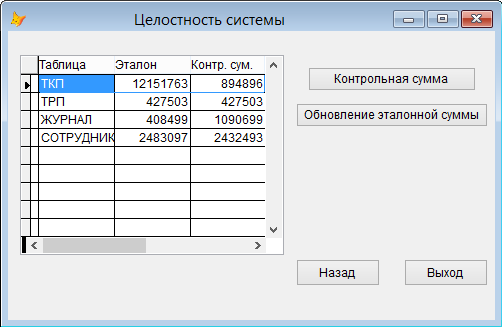 Целостность системы
Таблица Эталон Контр. сум.
ТКП 12151763 894896
ТРП 427503 427503
ЖУРНАЛ 408499 1090699
СОТРУДНИК 2483097 2432493
Контрольная сумма
Обновление эталонной суммы
Назад Выход